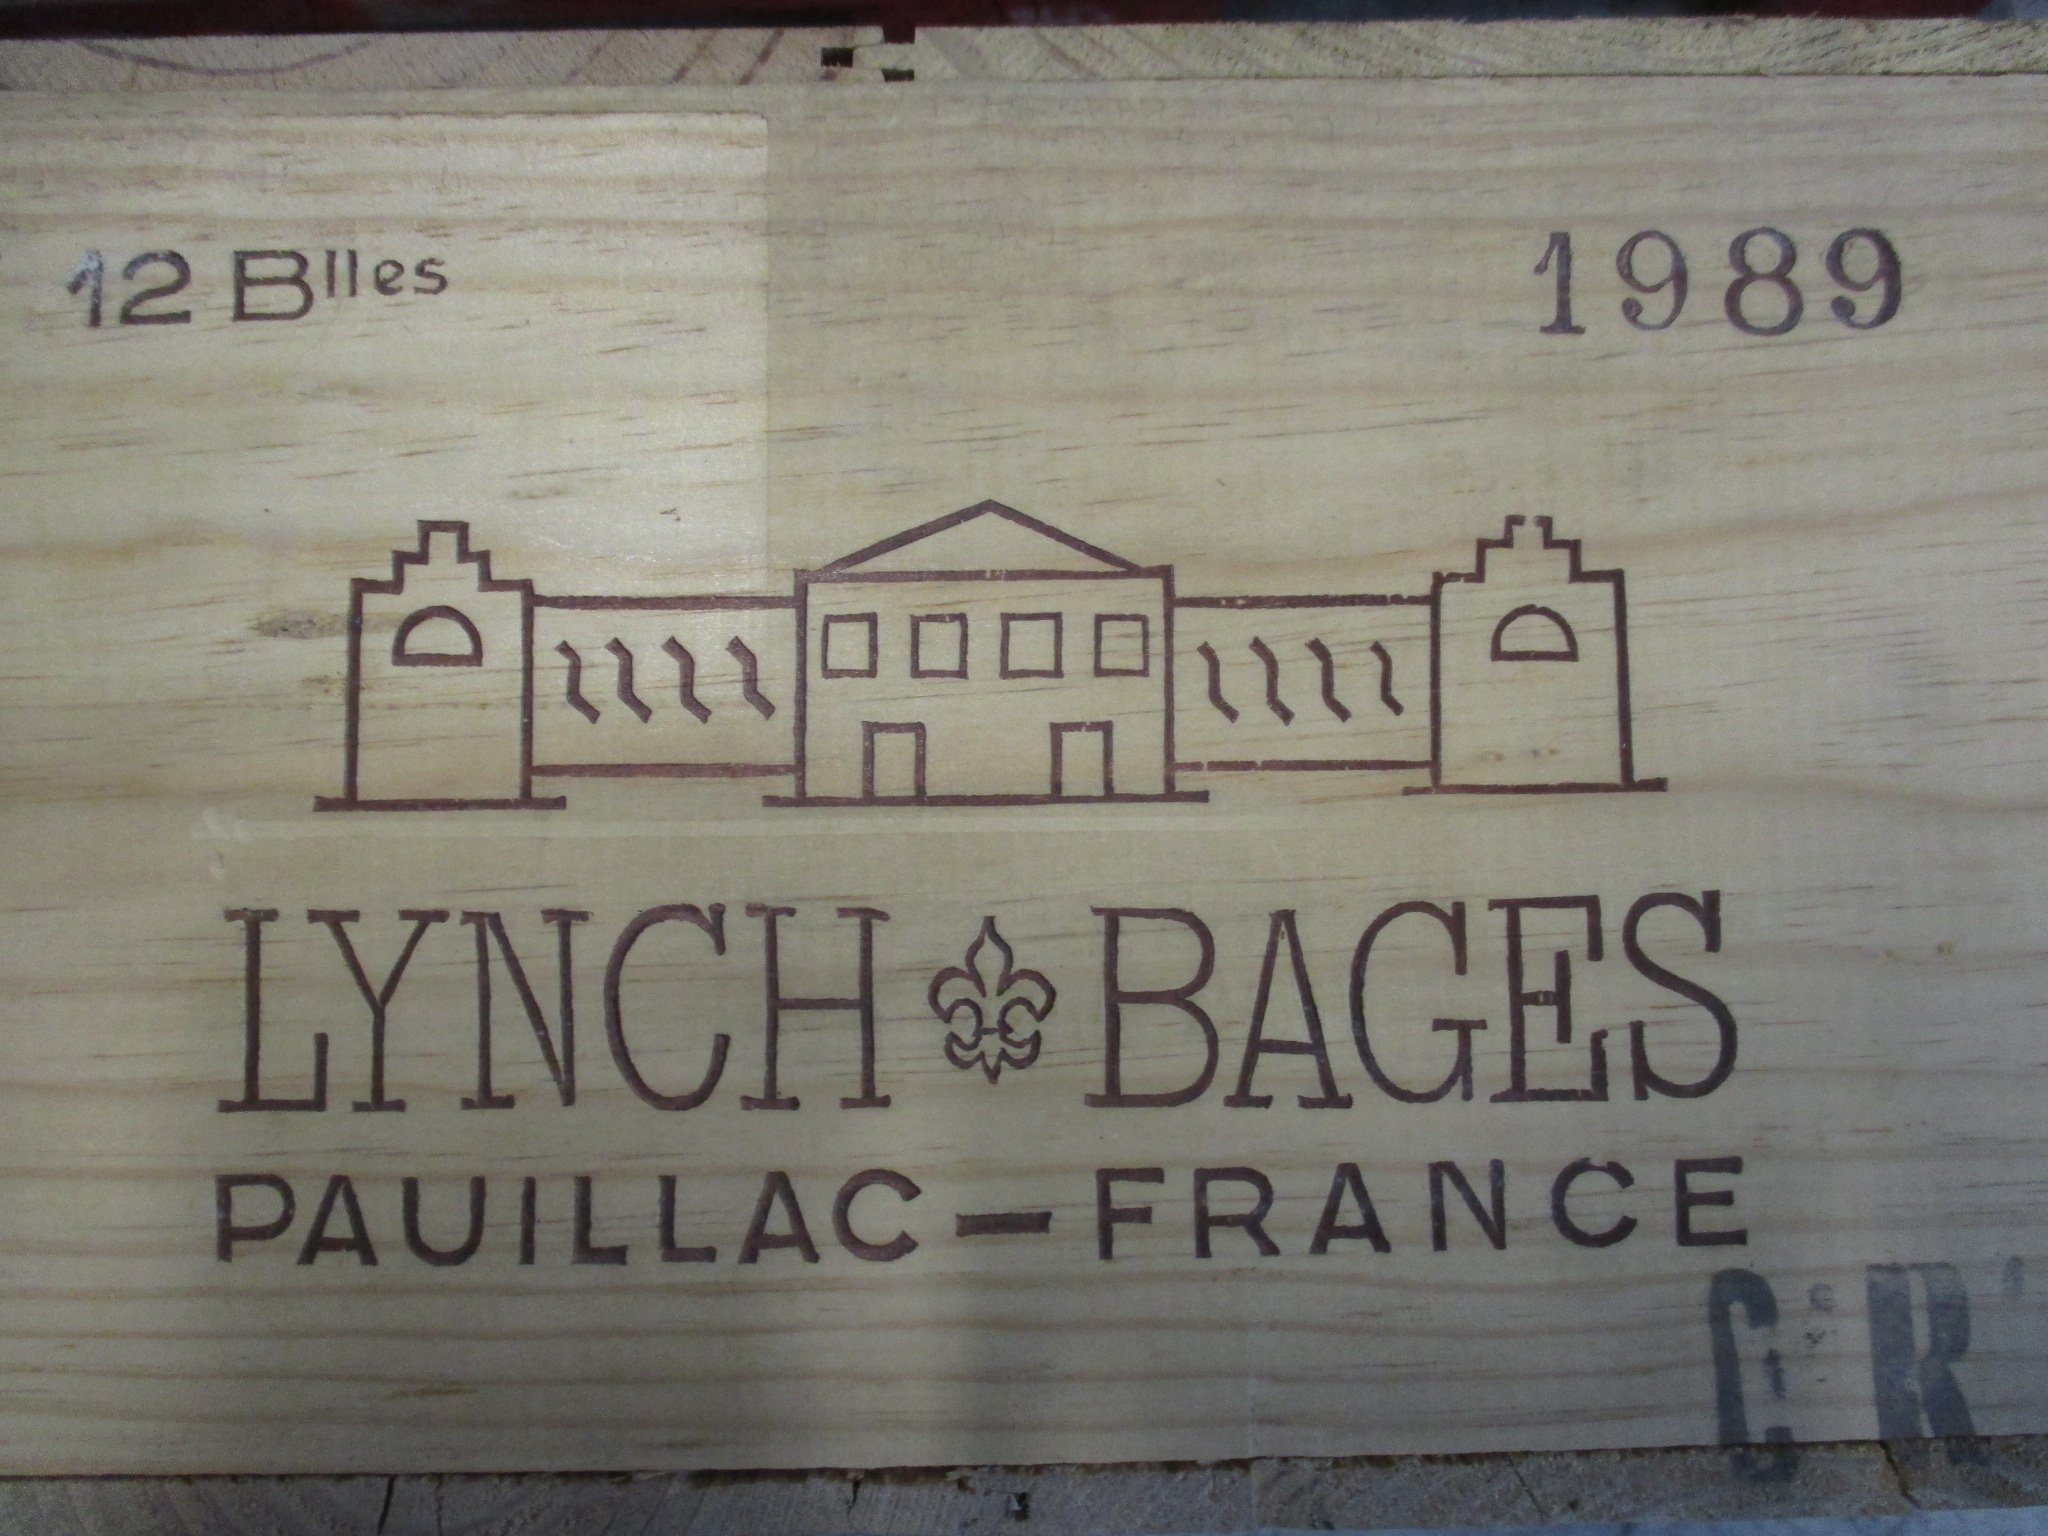 12 Blles 1989
LYNCH BAGES
PAUILLAC — FRANCE